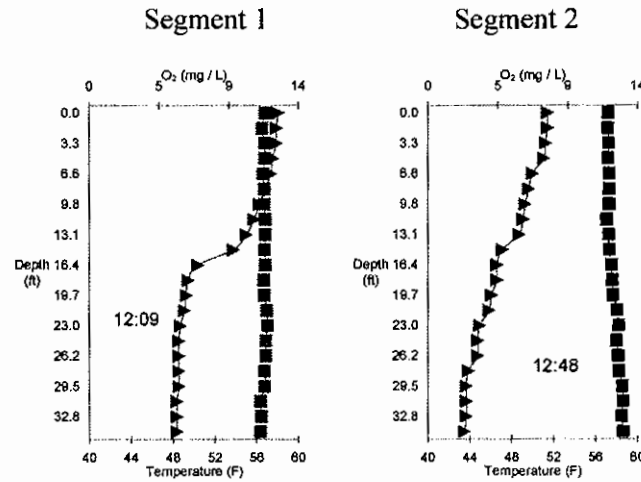 Segment 1
Segment 2
O₂ (mg / L)
O₂ (mg / L)
0 5 9 14
0 5 9 14
0.0
3.3
6.6
9.8
13.1
Depth 16.4
(ft)
19.7
23.0
26.2
29.5
32.8
12:09
40 44 48 52 56 60
Temperature (F)
0.0
3.3
6.6
9.8
13.1
Depth 16.4
(ft)
19.7
23.0
26.2
29.5
32.8
12:48
40 44 48 52 56 60
Temperature (F)